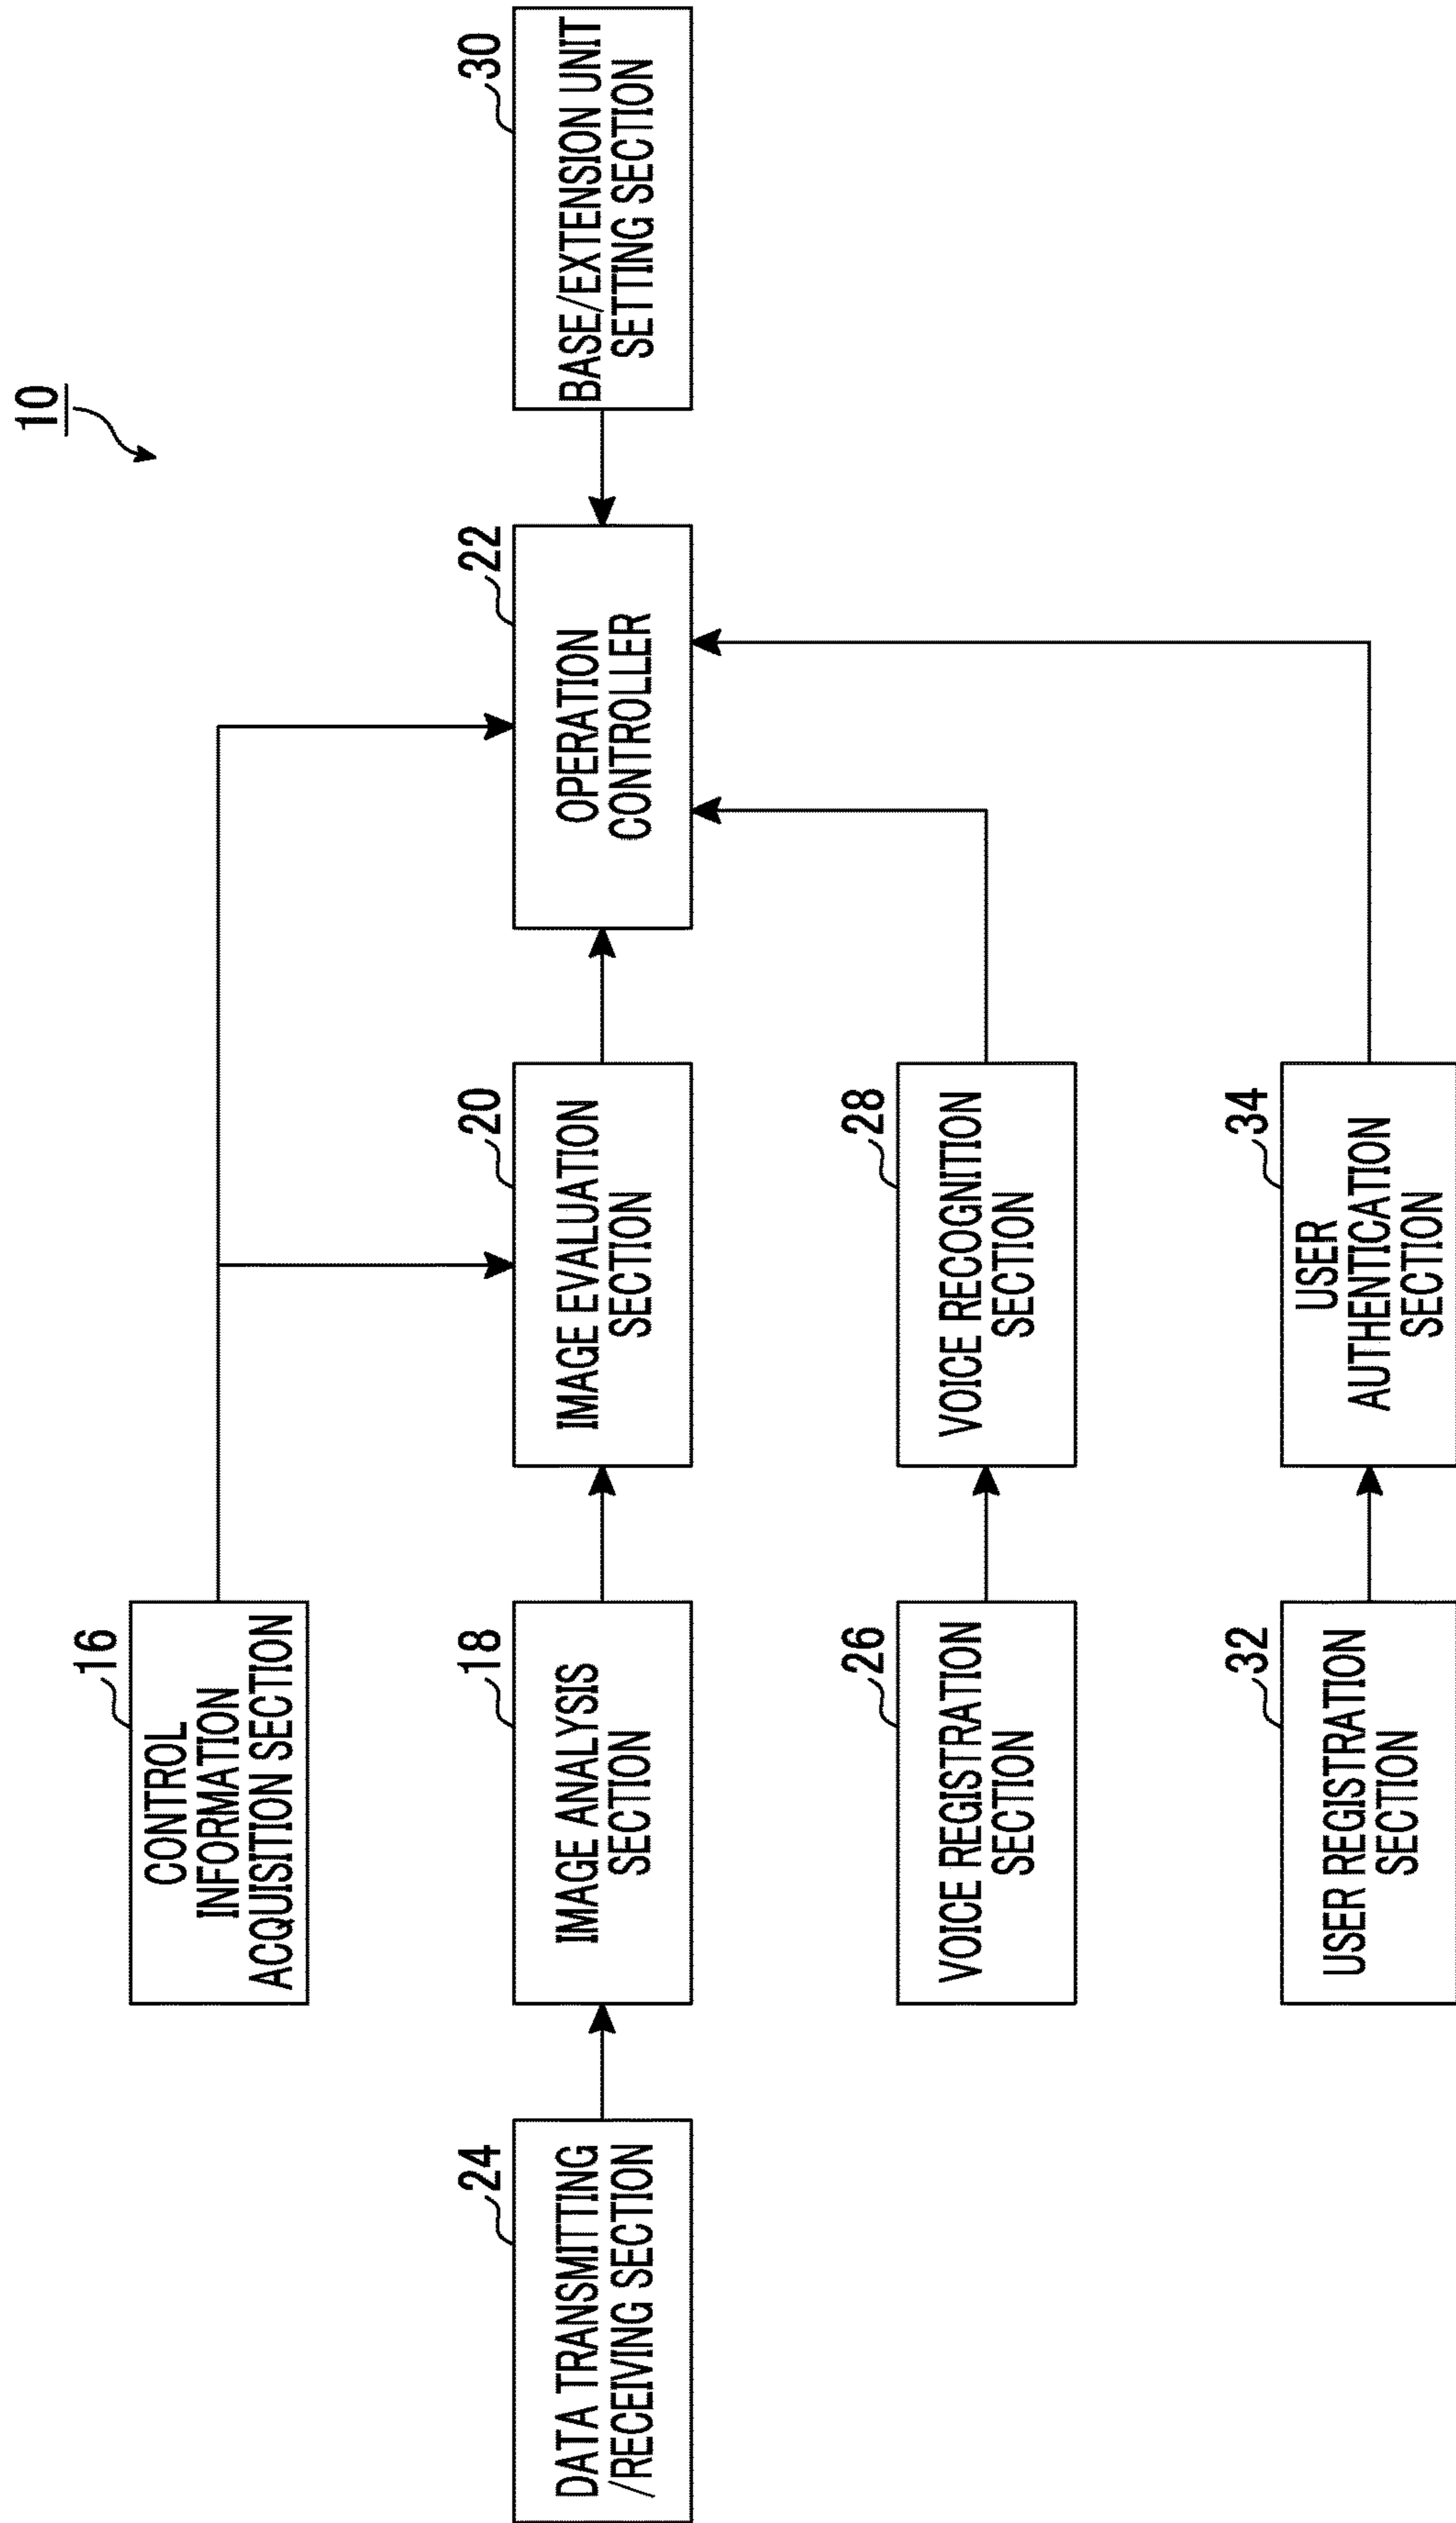 10
16
CONTROL
INFORMATION
ACQUISITION SECTION
24
DATA TRANSMITTING
/RECEIVING SECTION
18
IMAGE ANALYSIS
SECTION
20
IMAGE EVALUATION
SECTION
22
OPERATION
CONTROLLER
30
BASE/EXTENSION UNIT
SETTING SECTION
26
VOICE REGISTRATION
SECTION
28
VOICE RECOGNITION
SECTION
32
USER REGISTRATION
SECTION
34
USER
AUTHENTICATION
SECTION